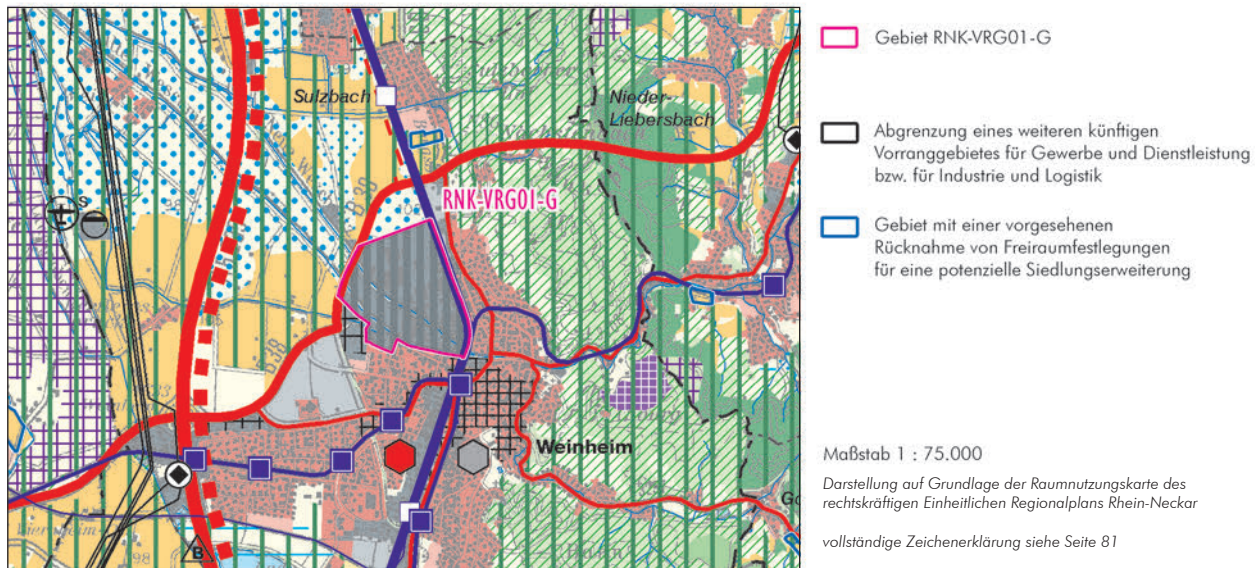 Sulzbach
Nieder-
Liebersbach
RNK-VRG01-G
B 38
Weinheim
S
B
98
Gebiet RNK-VRG01-G
Abgrenzung eines weiteren künftigen
Vorranggebietes für Gewerbe und Dienstleistung
bzw. für Industrie und Logistik
Gebiet mit einer vorgesehenen
Rücknahme von Freiraumfestlegungen
für eine potenzielle Siedlungserweiterung
Maßstab 1 : 75.000
Darstellung auf Grundlage der Raumnutzungskarte des
rechtskräftigen Einheitlichen Regionalplans Rhein-Neckar
vollständige Zeichenerklärung siehe Seite 81